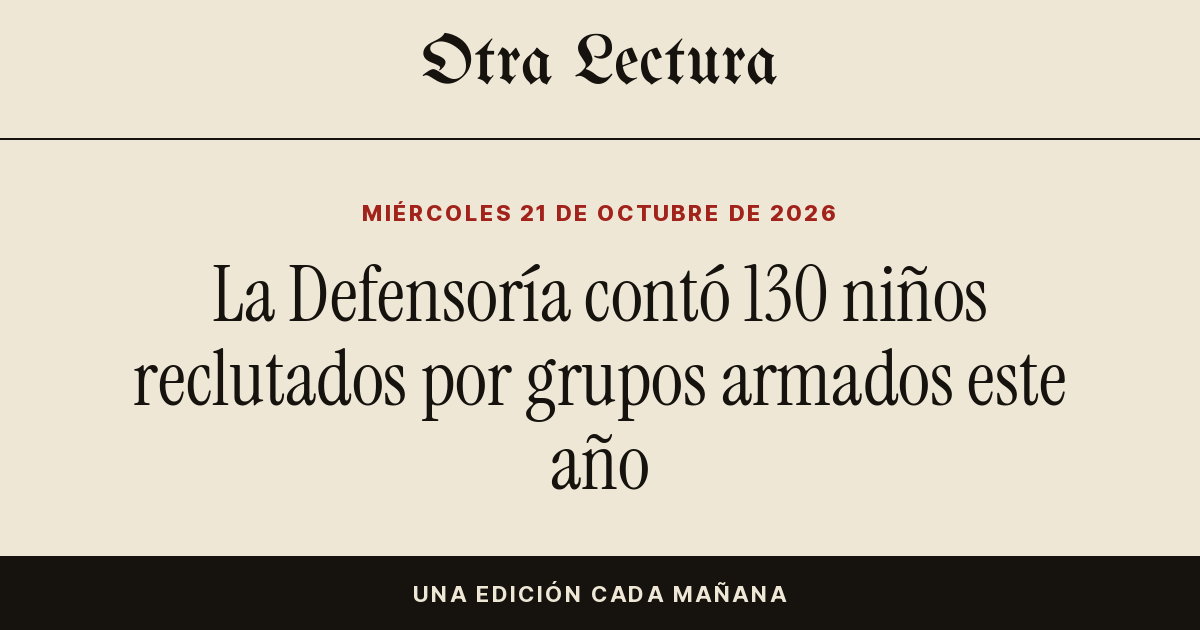 Otra Lectura
MIÉRCOLES 21 DE OCTUBRE DE 2026
La Defensoría contó 130 niños
reclutados por grupos armados este
año
UNA EDICIÓN CADA MAÑANA